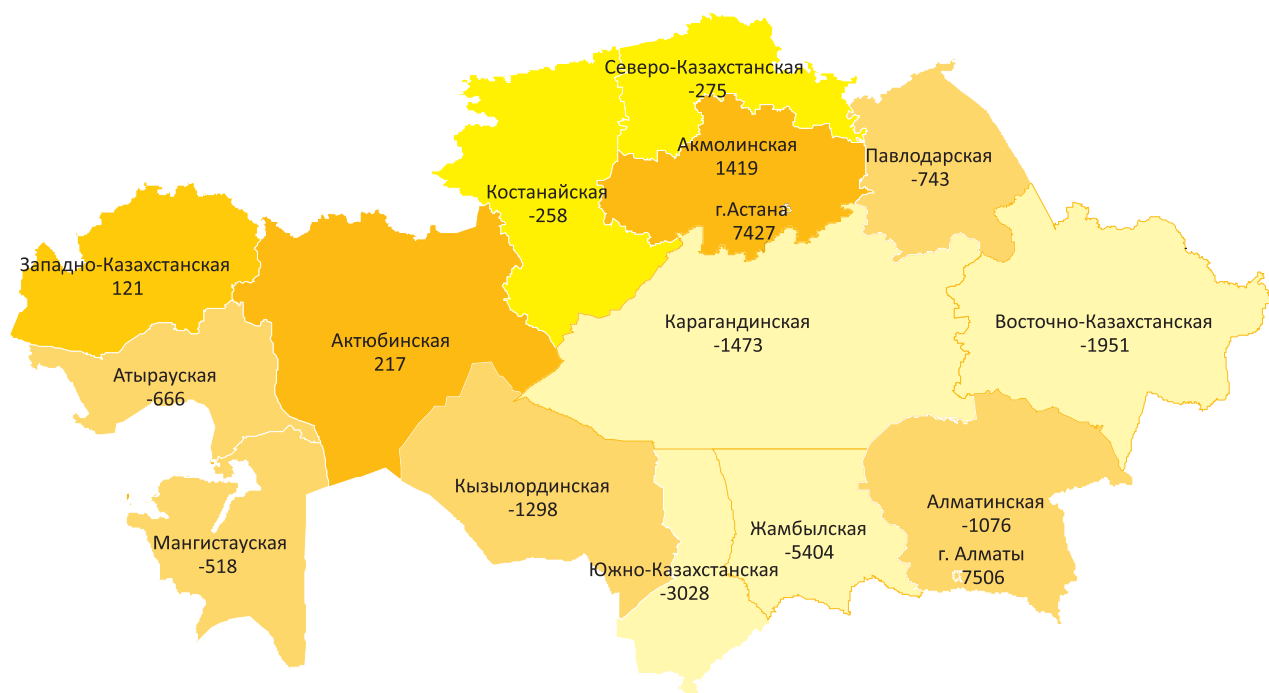 Северо-Казахстанская
-275
Акмолинская
1419
Павлодарская
-743
Костанайская
-258
г.Астана
7427
Западно-Казахстанская
121
Карагандинская
-1473
Восточно-Казахстанская
-1951
Актюбинская
217
Атырауская
-666
Кызылординская
-1298
Алматинская
-1076
Жамбылская
-5404
Мангистауская
-518
г. Алматы
7506
Южно-Казахстанская
-3028